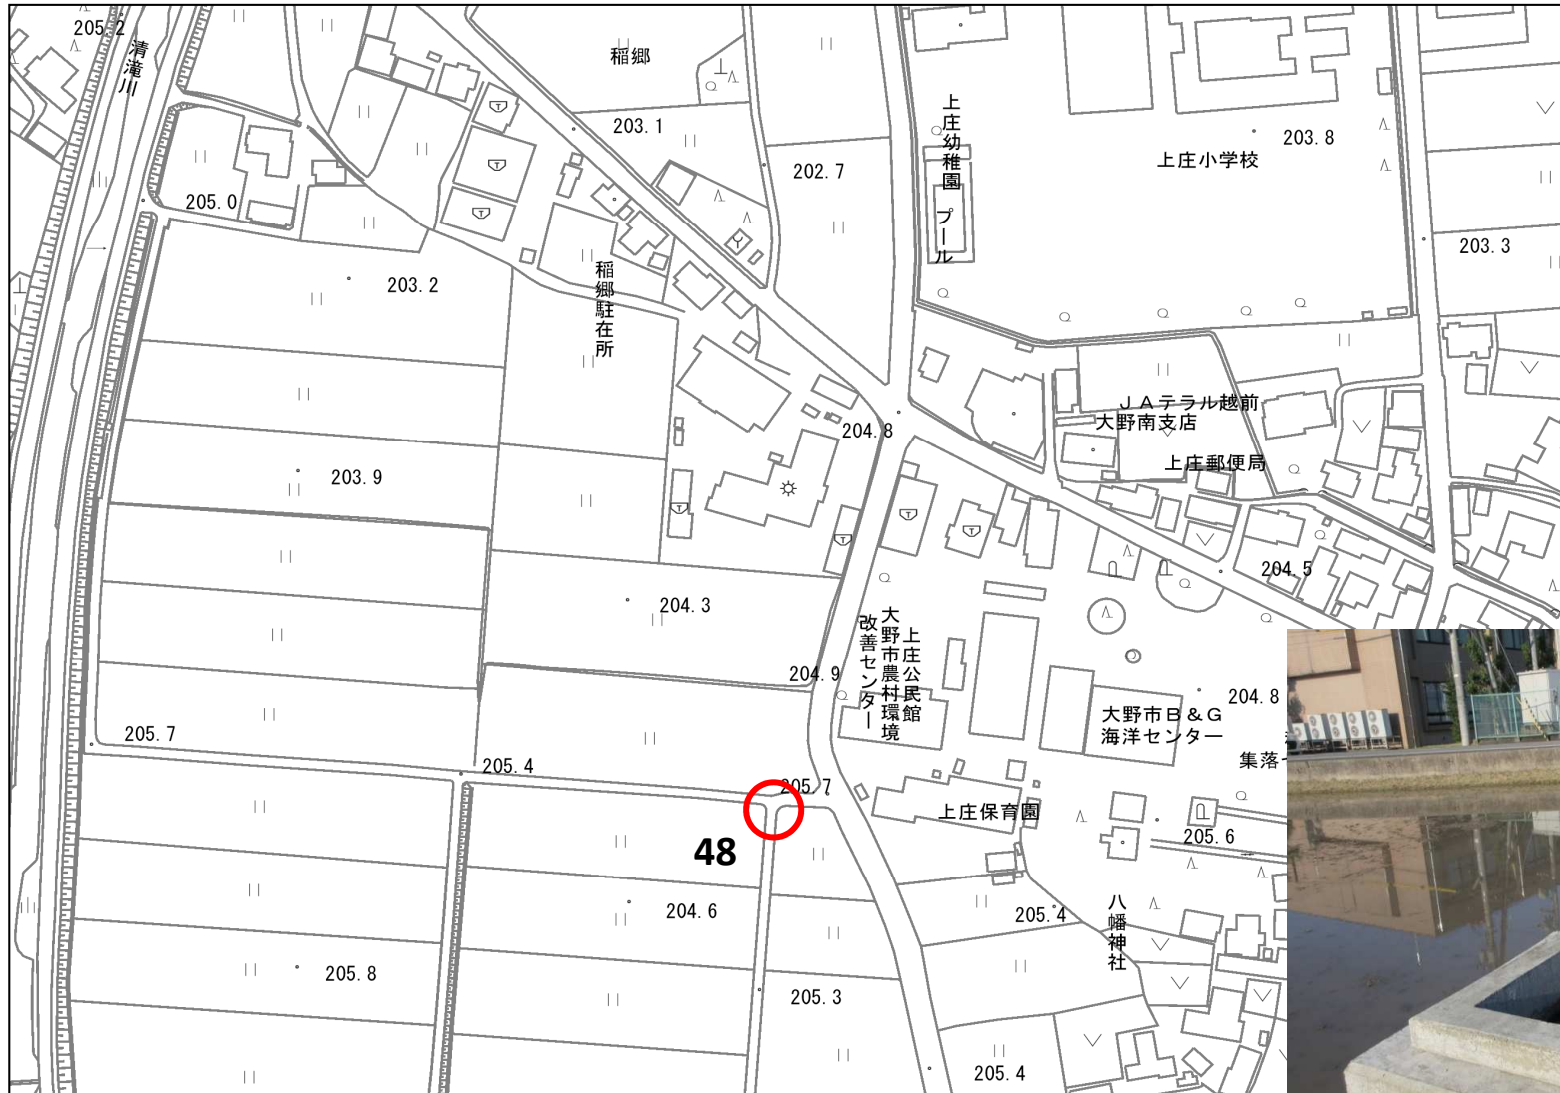 205.2
清滝川
稲郷
203.1
202.7
上庄幼稚園
プール
203.8
上庄小学校
203.3
205.0
203.2
稲郷駐在所
ＪＡテラル越前
大野南支店
204.8
上庄郵便局
203.9
204.5
204.3
上庄公民館
大野市農村環境
改善センター
204.9
204.8
大野市Ｂ＆Ｇ
海洋センター
205.7
集落
205.4
205.7
上庄保育園
205.6
48
204.6
205.4
八幡神社
205.8
205.3
205.4